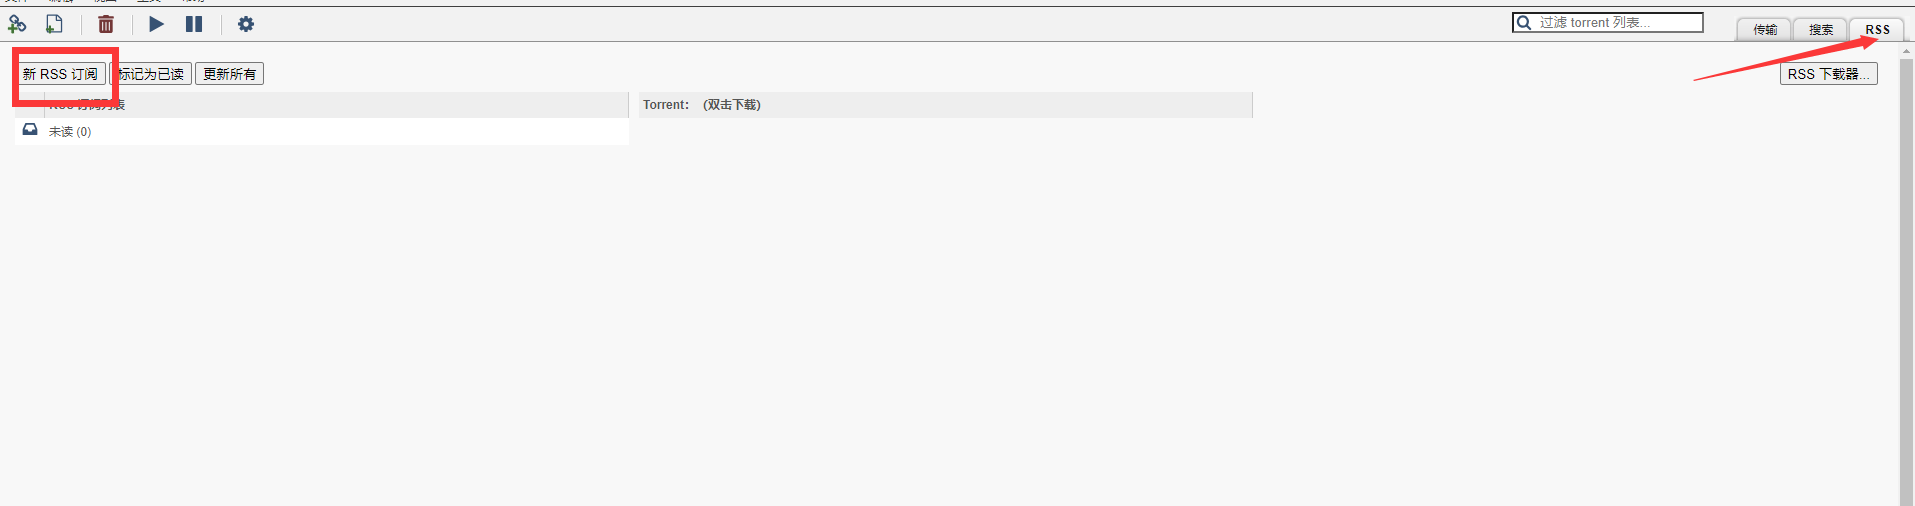 过滤 torrent 列表...
传输
搜索
RSS
新 RSS 订阅
标记为已读
更新所有
RSS 下载器...
RSS 订阅列表
Torrent： (双击下载)
未读 (0)